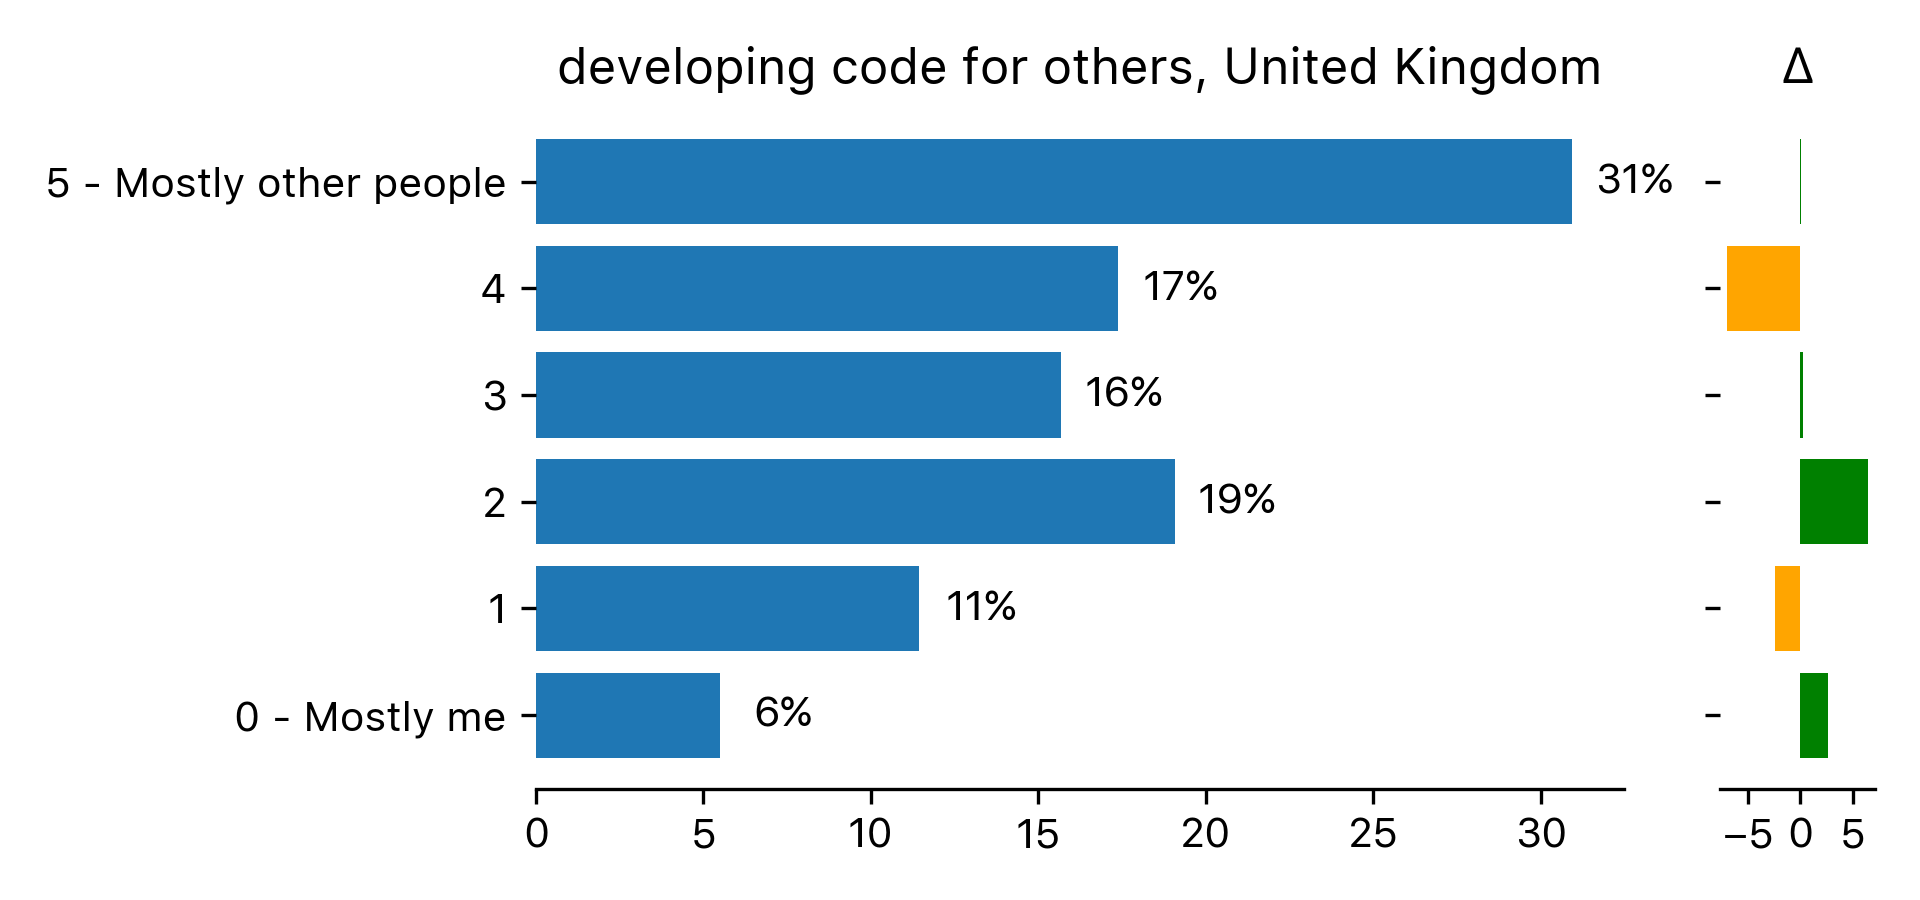 developing code for others, United Kingdom
Δ
5 - Mostly other people
31%
4
17%
3
16%
2
19%
1
11%
0 - Mostly me
6%
0 5 10 15 20 25 30
−5 0 5